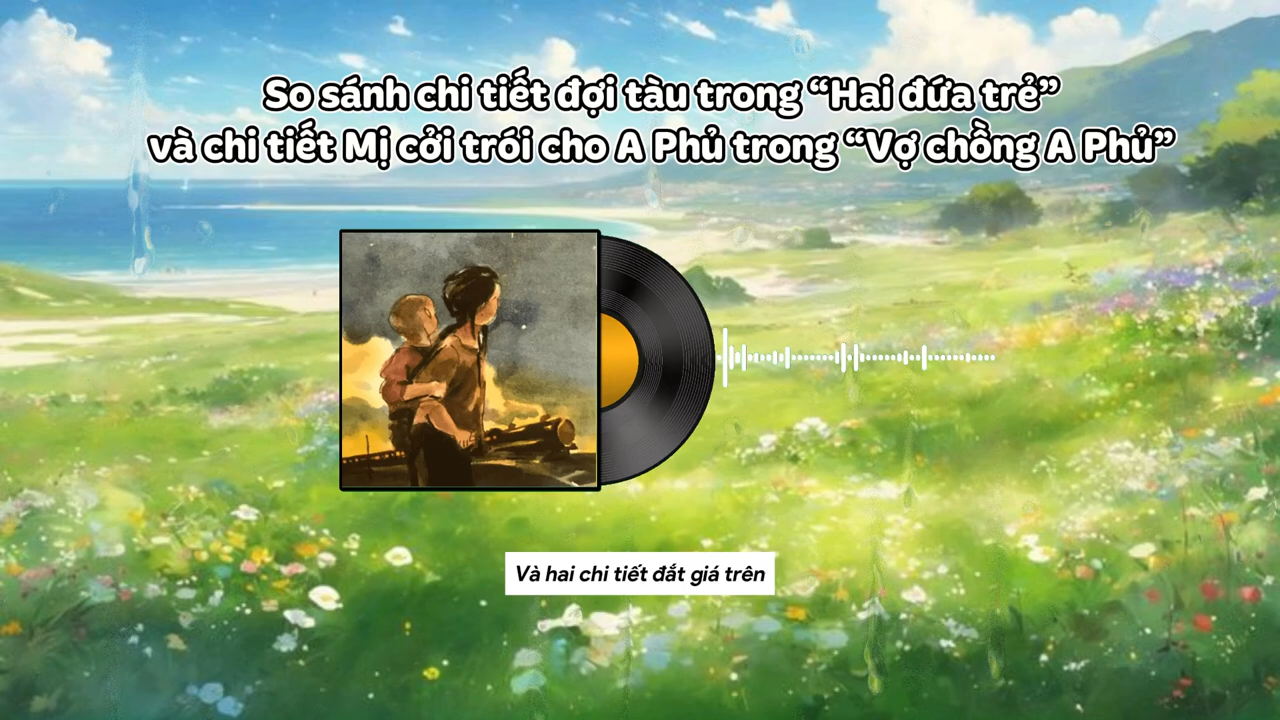 So sánh chi tiết đợi tàu trong “Hai đứa trẻ”
và chi tiết Mị cởi trói cho A Phủ trong “Vợ chồng A Phủ”
Và hai chi tiết đắt giá trên